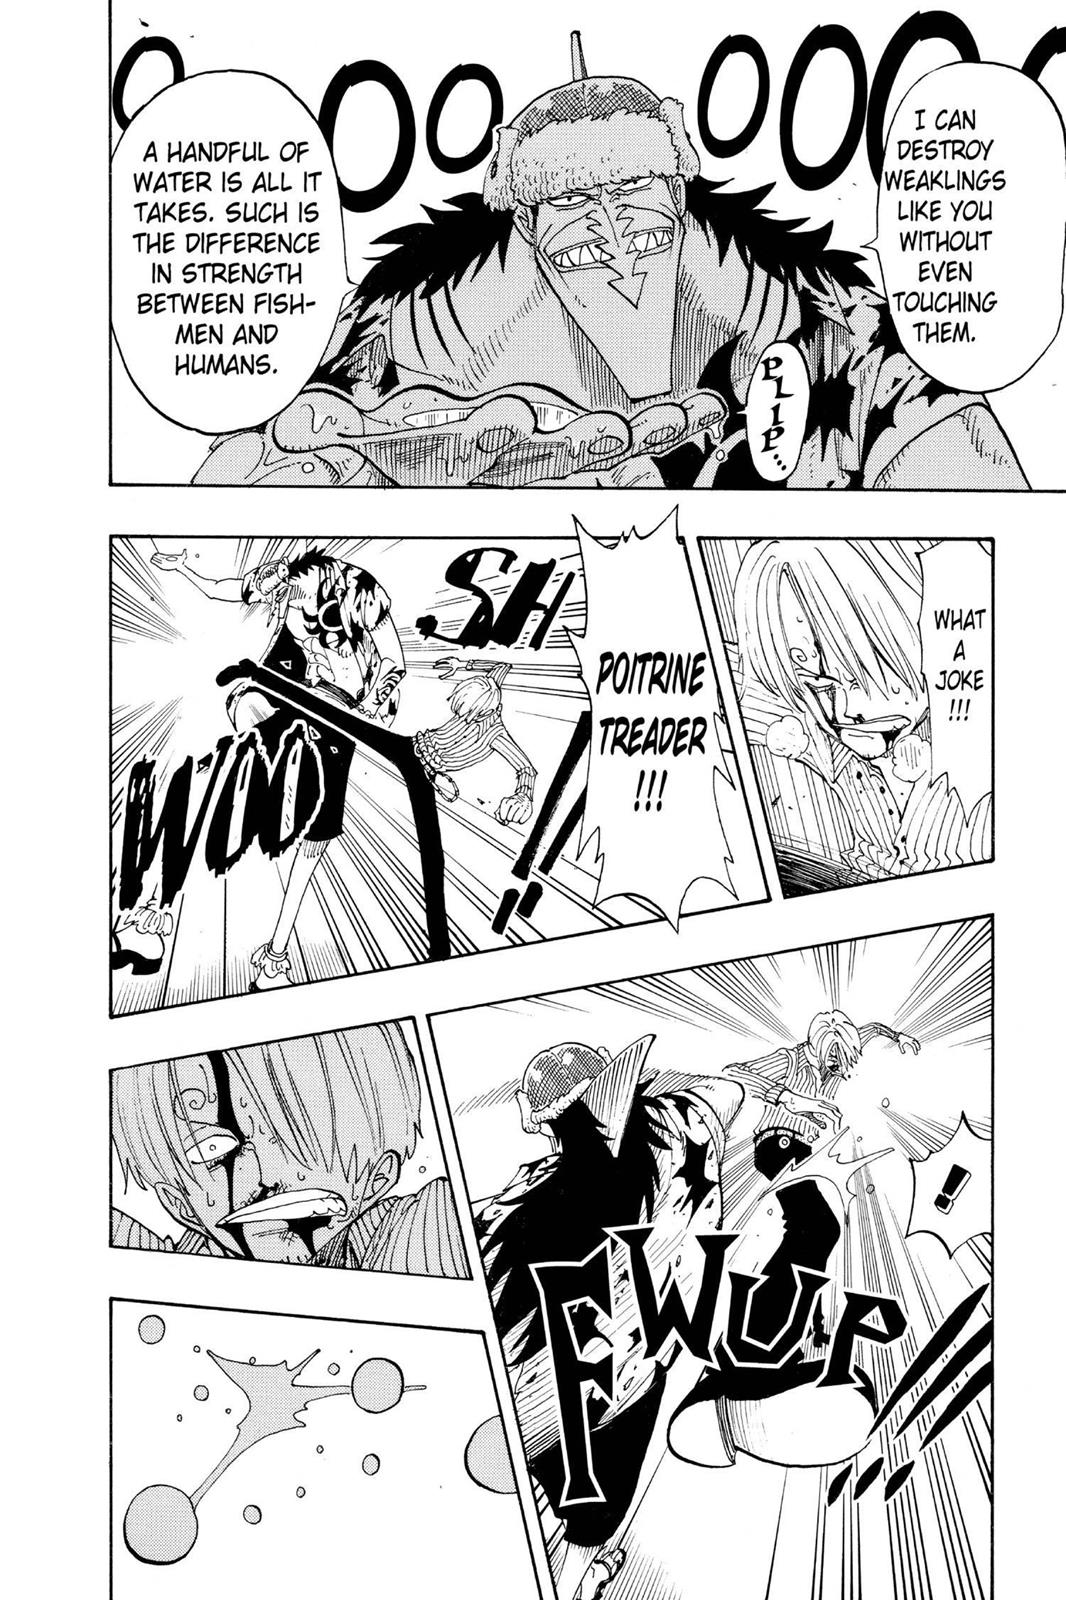 I CAN
DESTROY
WEAKLINGS
LIKE YOU
WITHOUT
EVEN
TOUCHING
THEM.
A HANDFUL OF
WATER IS ALL IT
TAKES. SUCH IS
THE DIFFERENCE
IN STRENGTH
BETWEEN FISH-
MEN AND
HUMANS.
OOOOOOOO
PLIP...
WHAT
A
JOKE
!!!
POITRINE
TREADER
!!!
SH
WOO
!!
!
FWUP
!!!